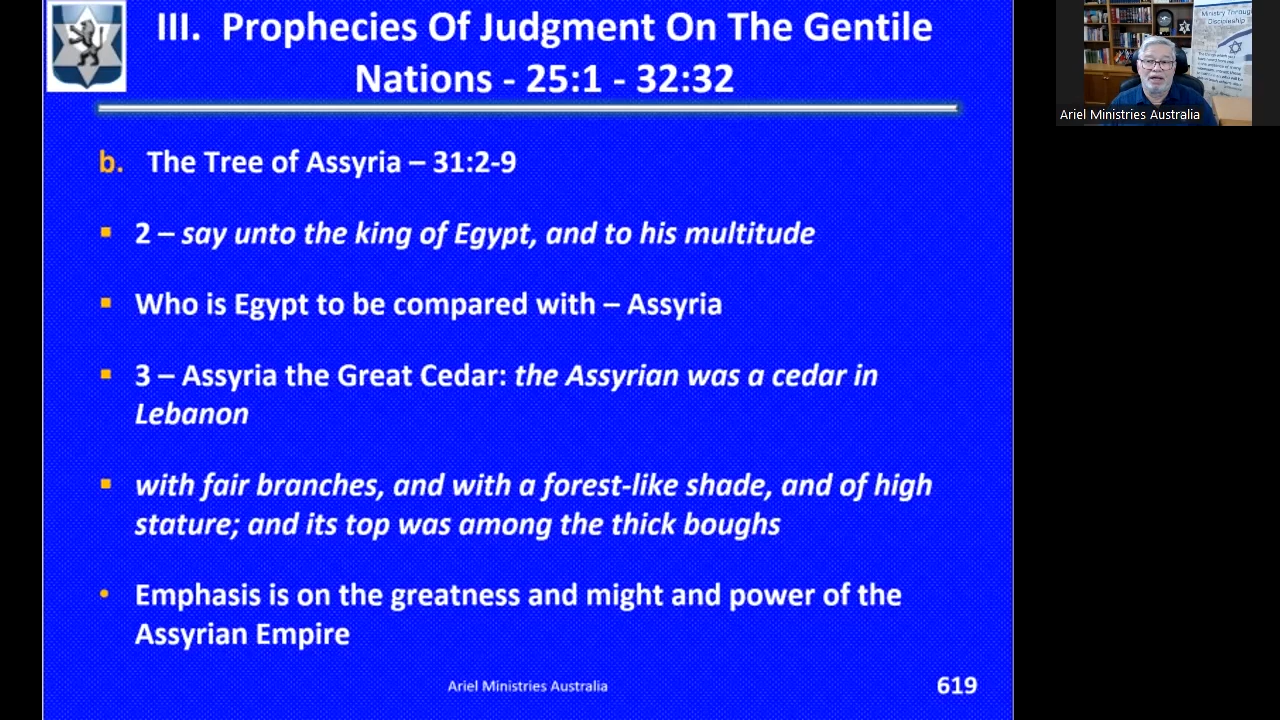 III. Prophecies Of Judgment On The Gentile
Nations - 25:1 - 32:32
b. The Tree of Assyria – 31:2-9
▪ 2 – say unto the king of Egypt, and to his multitude
▪ Who is Egypt to be compared with – Assyria
▪ 3 – Assyria the Great Cedar: the Assyrian was a cedar in
Lebanon
▪ with fair branches, and with a forest-like shade, and of high
stature; and its top was among the thick boughs
• Emphasis is on the greatness and might and power of the
Assyrian Empire
Ariel Ministries Australia
619
Ministry Through
Discipleship
Ariel Ministries Australia